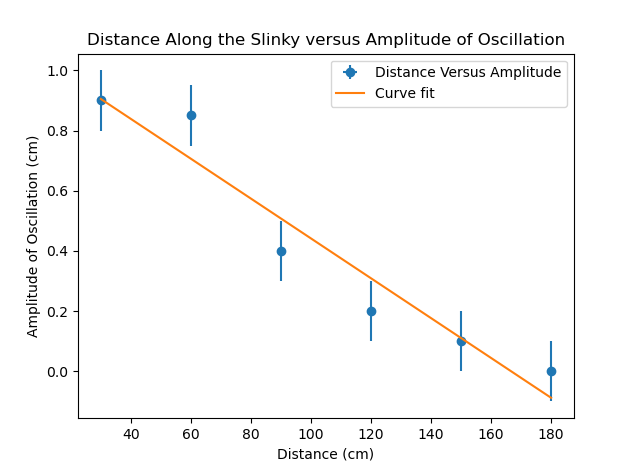 Distance Along the Slinky versus Amplitude of Oscillation
Distance Versus Amplitude
Curve fit
Amplitude of Oscillation (cm)
1.0
0.8
0.6
0.4
0.2
0.0
40 60 80 100 120 140 160 180
Distance (cm)